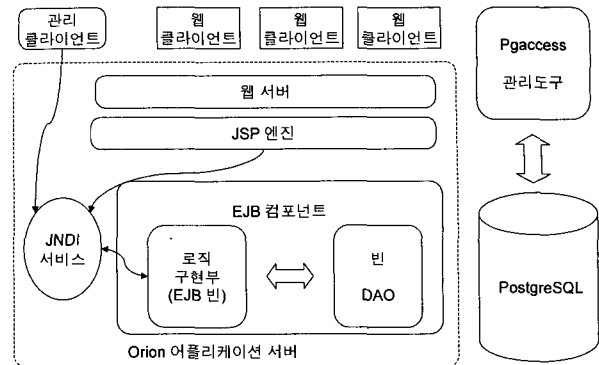 관리
클라이언트
웹
클라이언트
웹
클라이언트
웹
클라이언트
Pgaccess
관리도구
웹 서버
JSP 엔진
EJB 컴포넌트
JNDI
서비스
로직
구현부
(EJB 빈)
빈
DAO
PostgreSQL
Orion 어플리케이션 서버